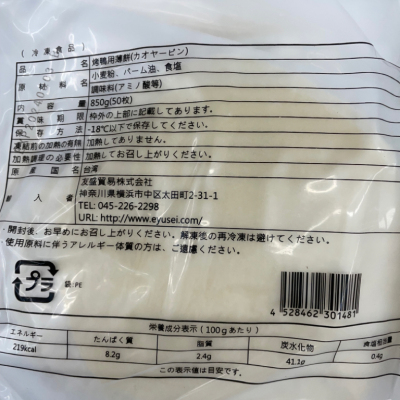 (冷凍食品)
品名 烤鴨用薄餅(カオヤーピン)
原材料 小麦粉、パーム油、食塩
調味料(アミノ酸等)
内容量 850g(50枚)
賞味期限 枠外の上部に記載してあります。
保存方法 -18℃以下で保存してください。
凍結前の加熱の有無 加熱してありません。
加熱調理の必要性 加熱してお召し上がりください。
原産国名 台湾
輸入者 友盛貿易株式会社
神奈川県横浜市中区太田町2-31-1
TEL: 045-226-2298
URL: http://www.eyusei.com/
・開封後、お早めにお召し上がりください。解凍後の再冷凍は避けてください。
・使用原料に伴うアレルギー体質の方は、ご遠慮ください。
プラ
袋:PE
4 528462 301481
栄養成分表示(100gあたり)
エネルギー たんぱく質 脂質 炭水化物 食塩相当量
219kcal 8.2g 2.4g 41.1g 0.4g
この表示値は目安です。